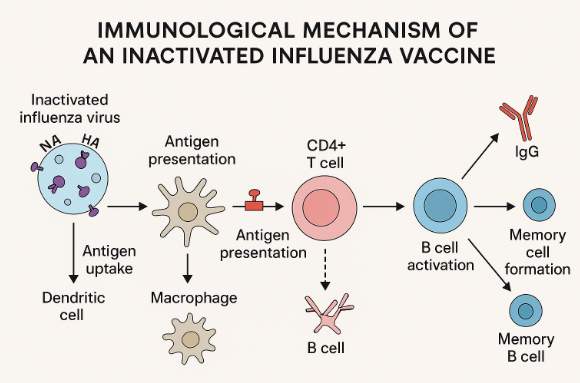 IMMUNOLOGICAL MECHANISM OF
AN INACTIVATED INFLUENZA VACCINE
Inactivated
influenza virus
NA HA
Antigen
uptake
Dendritic
cell
Antigen
presentation
Macrophage
Antigen
presentation
CD4+
T cell
B cell
B cell
activation
IgG
Memory
cell
formation
Memory
B cell